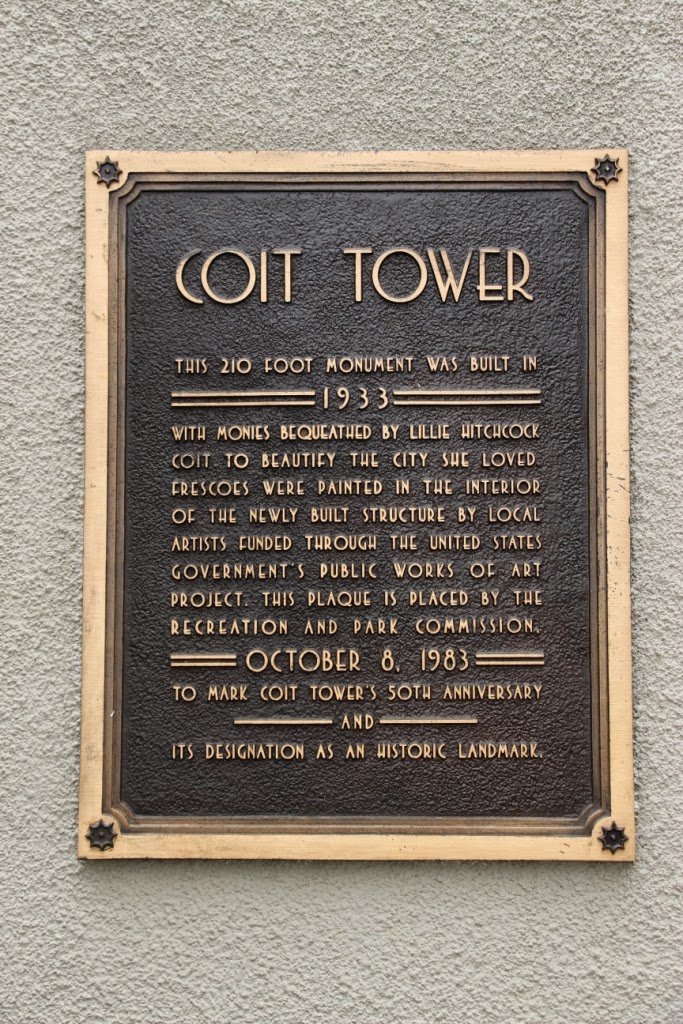 COIT TOWER
THIS 210 FOOT MONUMENT WAS BUILT IN
1933
WITH MONIES BEQUEATHED BY LILLIE HITCHCOCK
COIT TO BEAUTIFY THE CITY SHE LOVED.
FRESCOES WERE PAINTED IN THE INTERIOR
OF THE NEWLY BUILT STRUCTURE BY LOCAL
ARTISTS FUNDED THROUGH THE UNITED STATES
GOVERNMENT'S PUBLIC WORKS OF ART
PROJECT. THIS PLAQUE IS PLACED BY THE
RECREATION AND PARK COMMISSION,
OCTOBER 8, 1983
TO MARK COIT TOWER'S 50TH ANNIVERSARY
AND
ITS DESIGNATION AS AN HISTORIC LANDMARK.